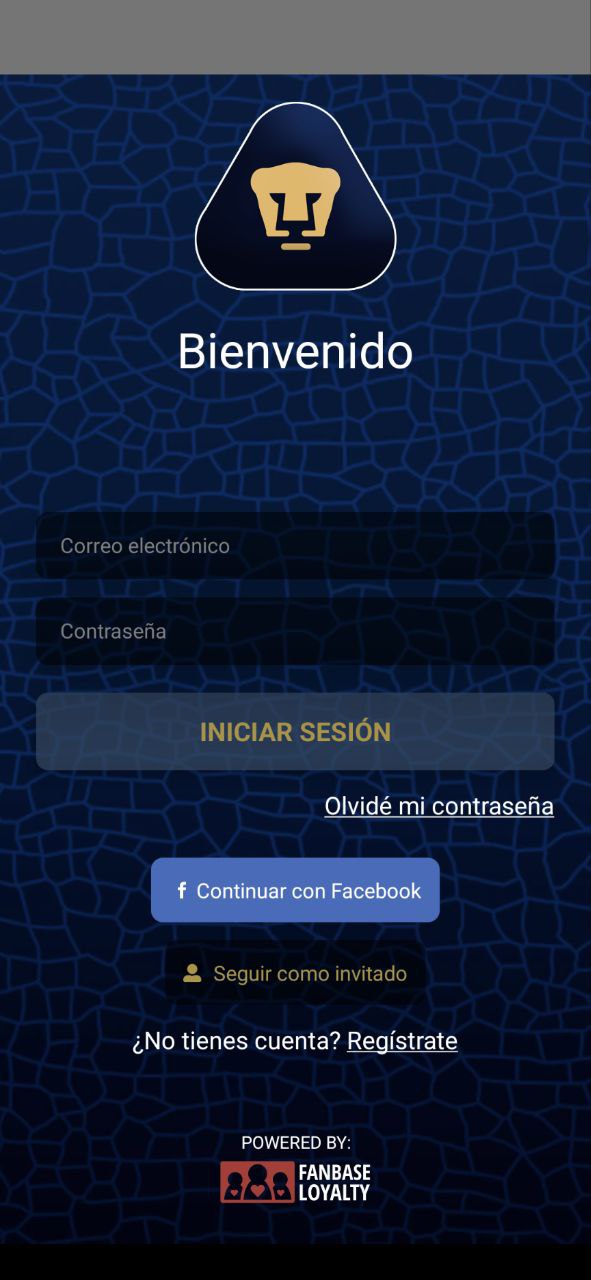 Bienvenido
Correo electrónico
Contraseña
INICIAR SESIÓN
Olvidé mi contraseña
f Continuar con Facebook
Seguir como invitado
¿No tienes cuenta? Regístrate
POWERED BY:
FANBASE
LOYALTY